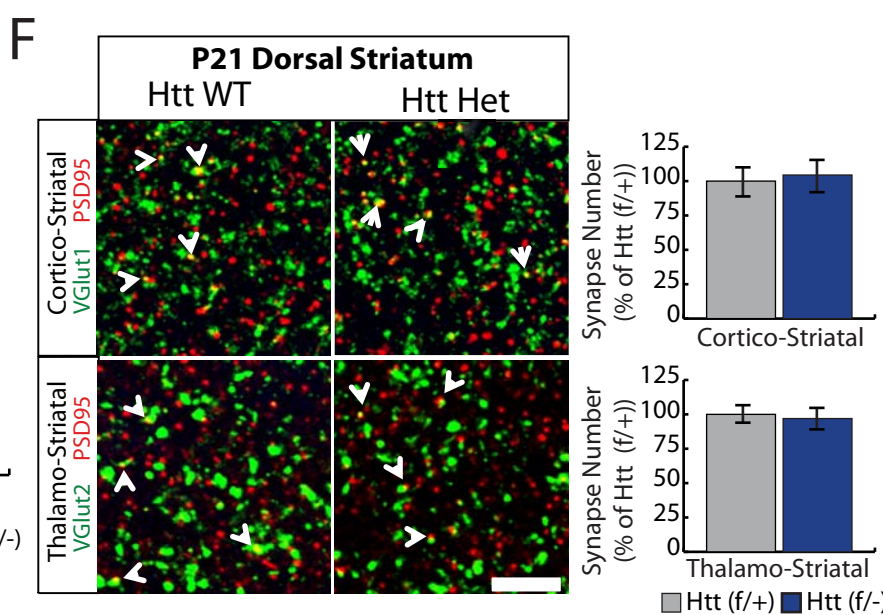 F
P21 Dorsal Striatum
Htt WT
Htt Het
Cortico-Striatal
VGlut1 PSD95
Thalamo-Striatal
VGlut2 PSD95
Synapse Number
(% of Htt (f/+))
125
100
75
50
25
0
Cortico-Striatal
Synapse Number
(% of Htt (f/+))
125
100
75
50
25
0
Thalamo-Striatal
Htt (f/+) Htt (f/-)
/-)